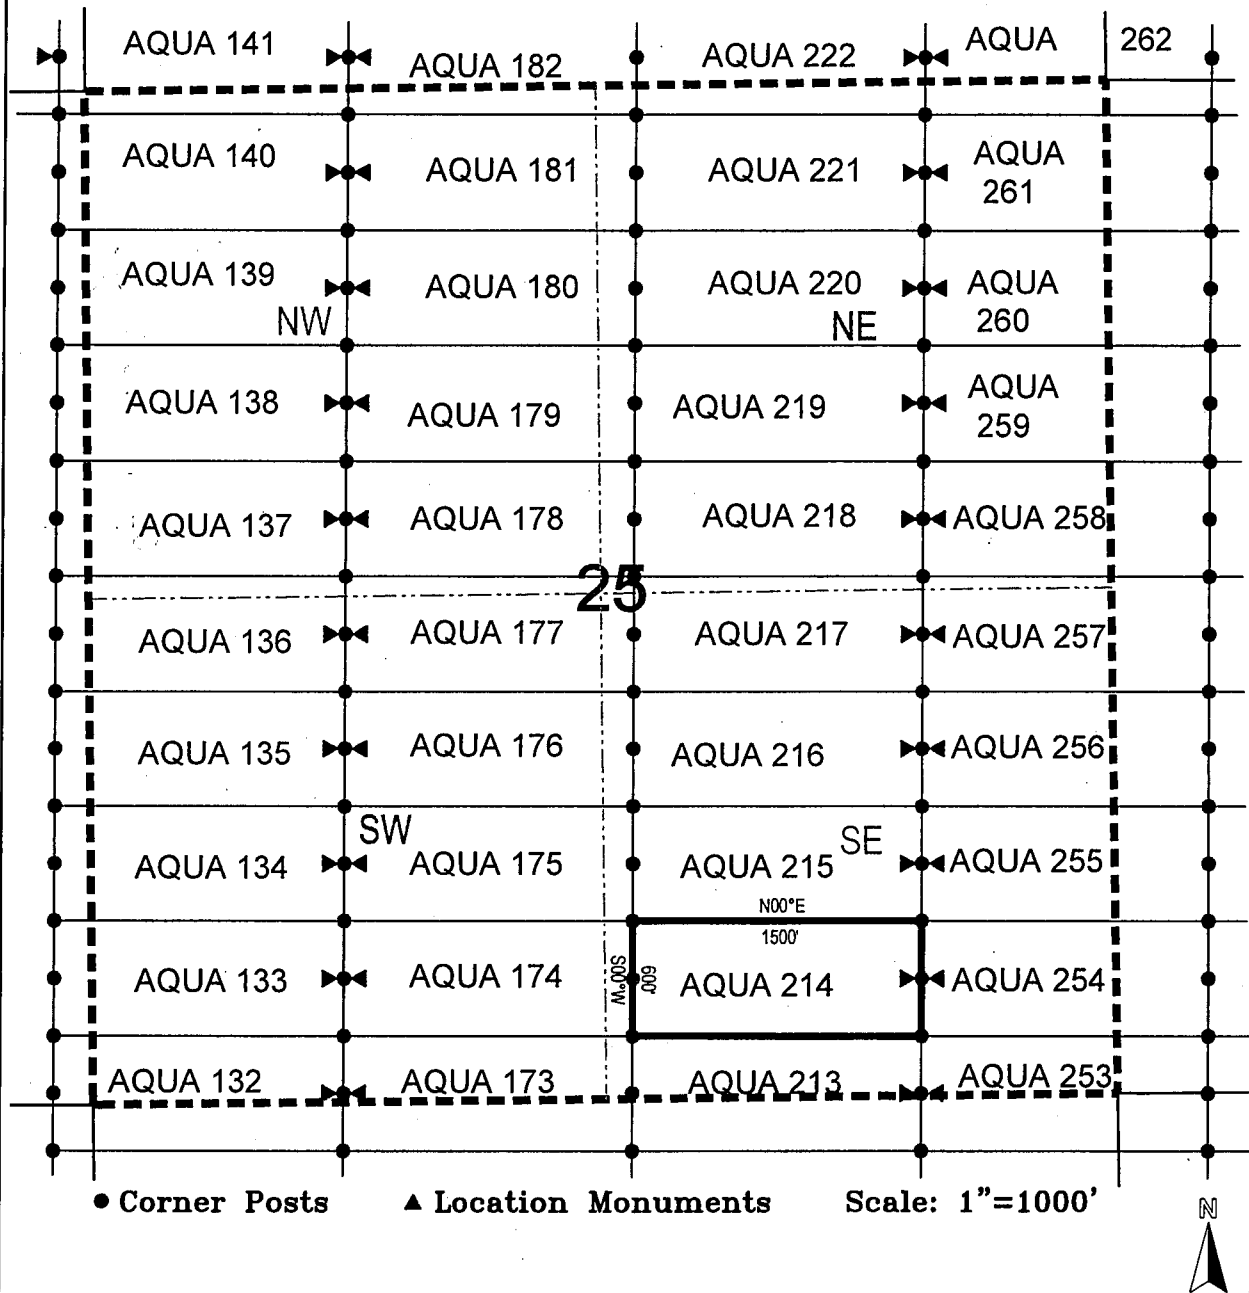 AQUA 141
AQUA 182
AQUA 222
AQUA 262
AQUA 140
AQUA 181
AQUA 221
AQUA
261
AQUA 139
AQUA 180
AQUA 220
AQUA
260
NW
NE
AQUA 138
AQUA 179
AQUA 219
AQUA
259
AQUA 137
AQUA 178
AQUA 218
AQUA 258
25
AQUA 136
AQUA 177
AQUA 217
AQUA 257
AQUA 135
AQUA 176
AQUA 216
AQUA 256
SW
SE
AQUA 134
AQUA 175
AQUA 215
AQUA 255
N00°E
1500'
S00°W
600'
AQUA 133
AQUA 174
AQUA 214
AQUA 254
AQUA 132
AQUA 173
AQUA 213
AQUA 253
Corner Posts
Location Monuments
Scale: 1"=1000'
N